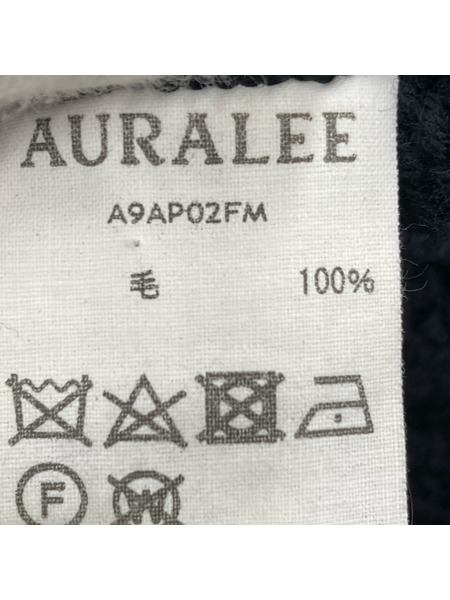 AURALEE
A9AP02FM
毛 100%
F
W